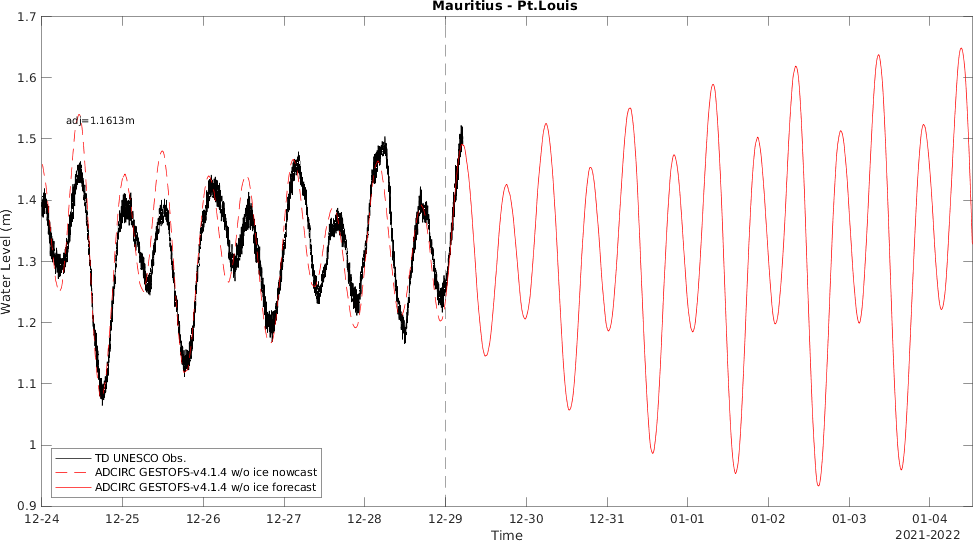 Mauritius - Pt.Louis
1.7
1.6
1.5
1.4
1.3
1.2
1.1
1
0.9
Water Level (m)
adj=1.1613m
TD UNESCO Obs.
ADCIRC GESTOFS-v4.1.4 w/o ice nowcast
ADCIRC GESTOFS-v4.1.4 w/o ice forecast
12-24 12-25 12-26 12-27 12-28 12-29 12-30 12-31 01-01 01-02 01-03 01-04
Time
2021-2022